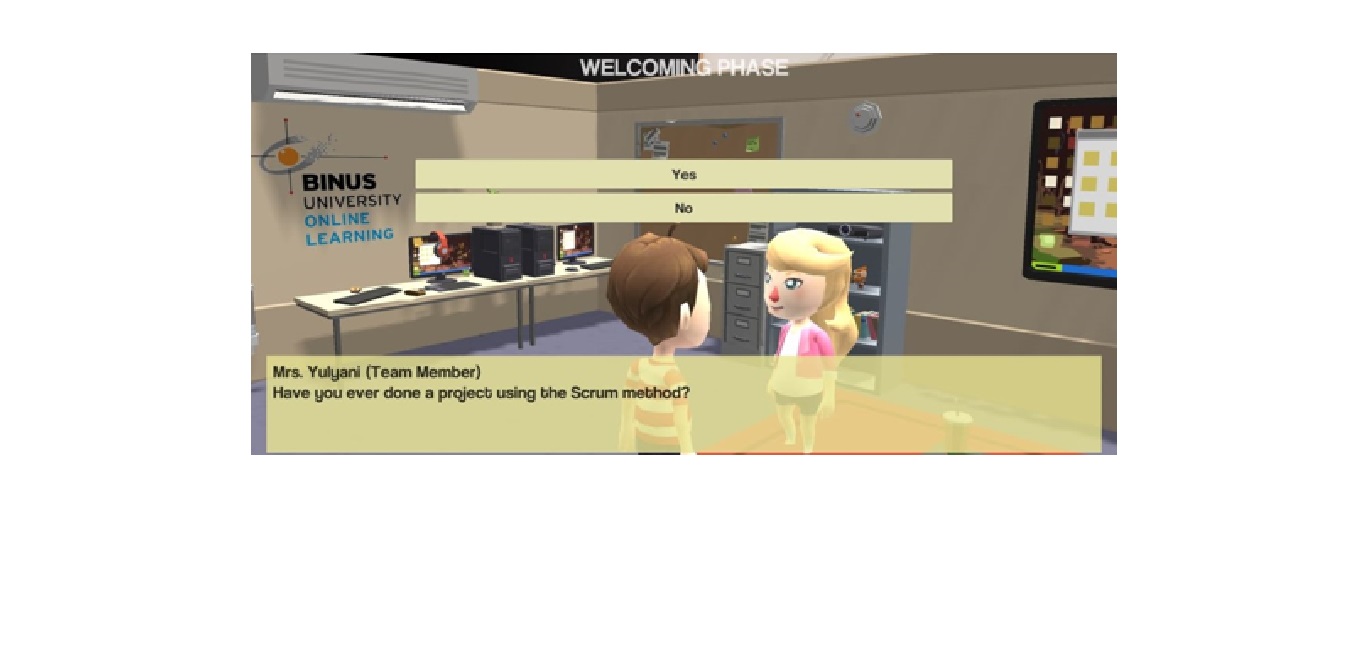 WELCOMING PHASE
BINUS
UNIVERSITY
ONLINE
LEARNING
Yes
No
Mrs. Yulyani (Team Member)
Have you ever done a project using the Scrum method?